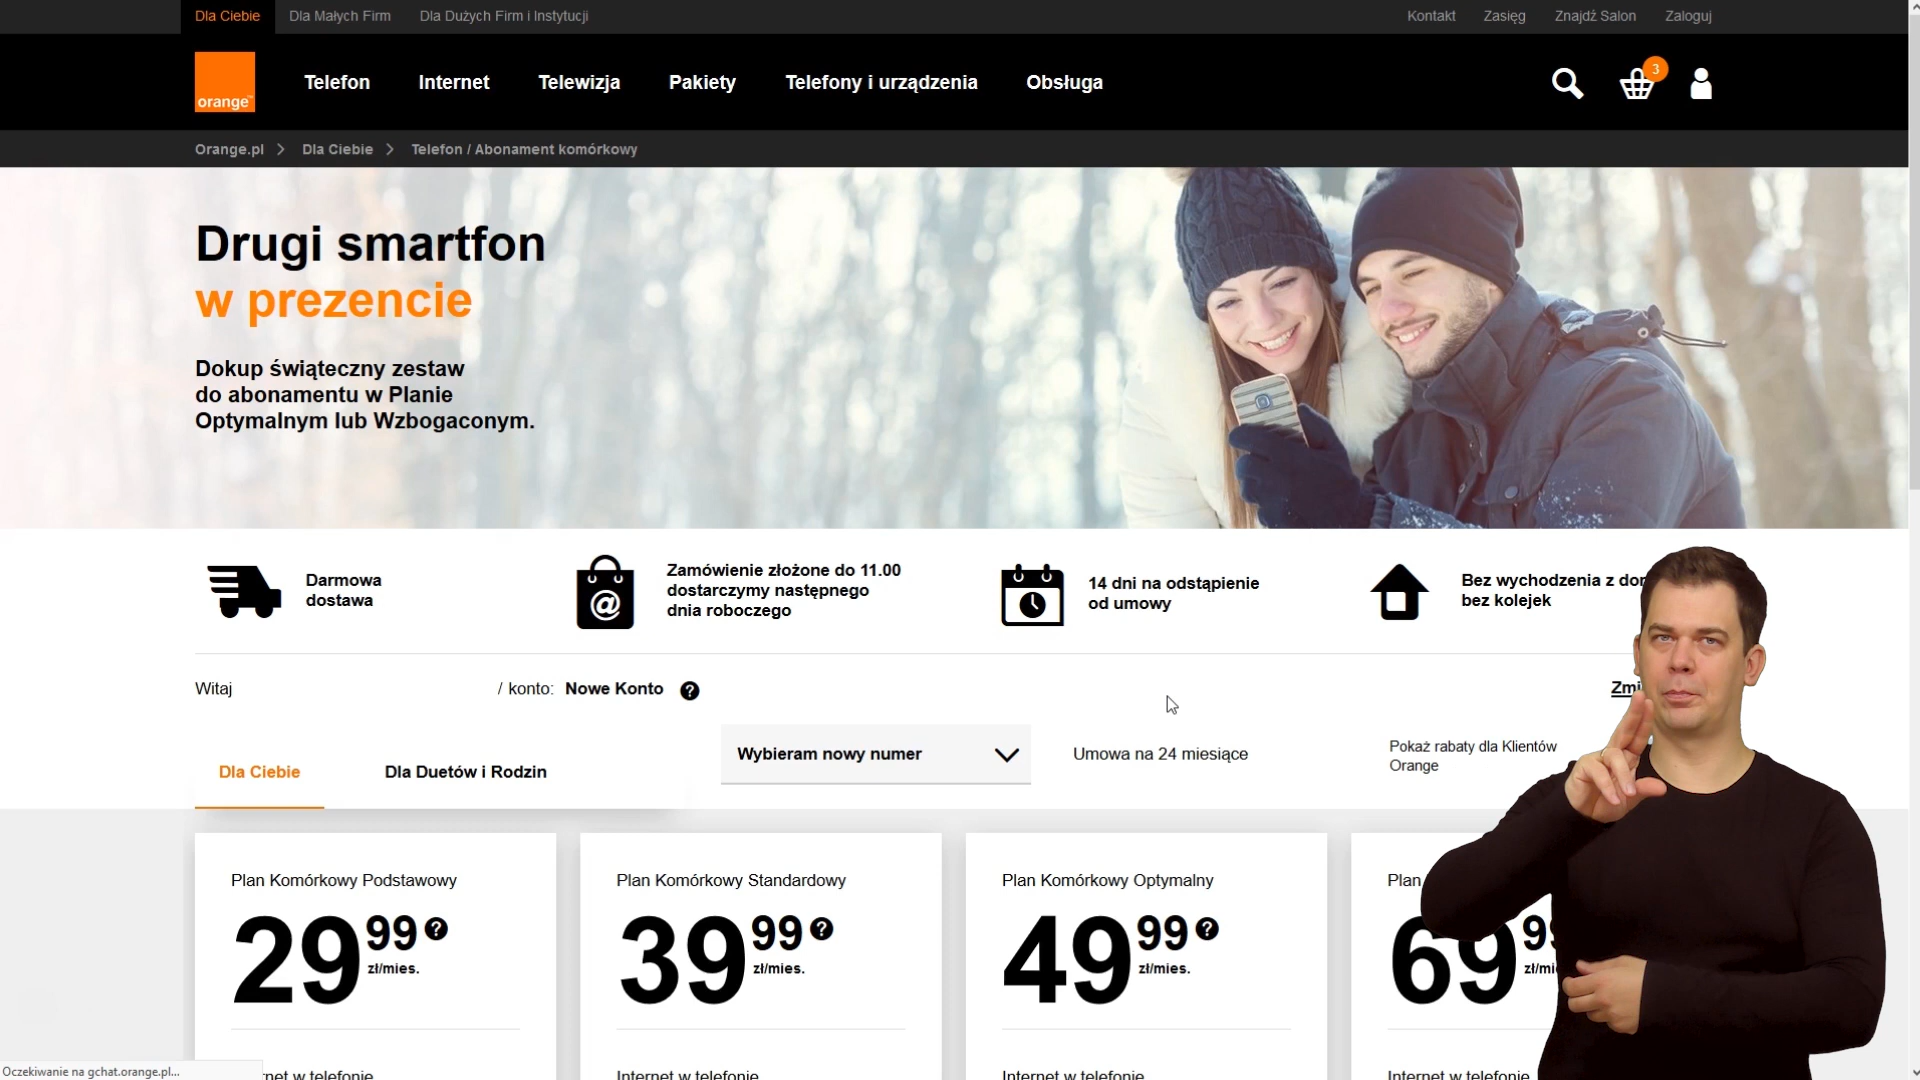 Dla Ciebie Dla Małych Firm Dla Dużych Firm i Instytucji Kontakt Zasięg Znajdź Salon Zaloguj
orange™ Telefon Internet Telewizja Pakiety Telefony i urządzenia Obsługa 3
Orange.pl Dla Ciebie Telefon / Abonament komórkowy
Drugi smartfon
w prezencie
Dokup świąteczny zestaw
do abonamentu w Planie
Optymalnym lub Wzbogaconym.
Darmowa
dostawa
@
Zamówienie złożone do 11.00
dostarczymy następnego
dnia roboczego
14 dni na odstąpienie
od umowy
Bez wychodzenia z
bez kolejek
Witaj / konto: Nowe Konto ?
Dla Ciebie Dla Duetów i Rodzin
Wybieram nowy numer
Umowa na 24 miesiące
Pokaż rabaty dla Klientów
Orange
Plan Komórkowy Podstawowy
29 99 ?
zł/mies.
Plan Komórkowy Standardowy
39 99 ?
zł/mies.
Plan Komórkowy Optymalny
49 99 ?
zł/mies.
Plan
69
Internet w telefonie
Internet w telefonie
Internet w telefonie
Oczekiwanie na gchat.orange.pl...
w telefonie